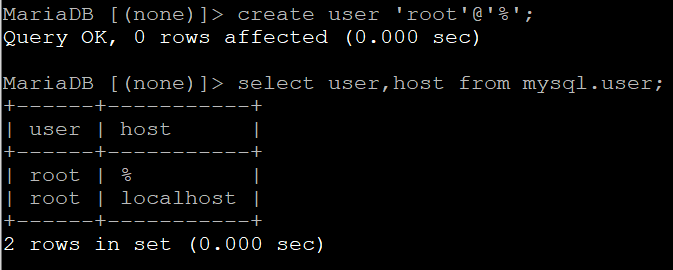 MariaDB [(none)]> create user 'root'@'%';
Query OK, 0 rows affected (0.000 sec)
MariaDB [(none)]> select user,host from mysql.user;
+------+-----------+
| user | host      |
+------+-----------+
| root | %         |
| root | localhost |
+------+-----------+
2 rows in set (0.000 sec)